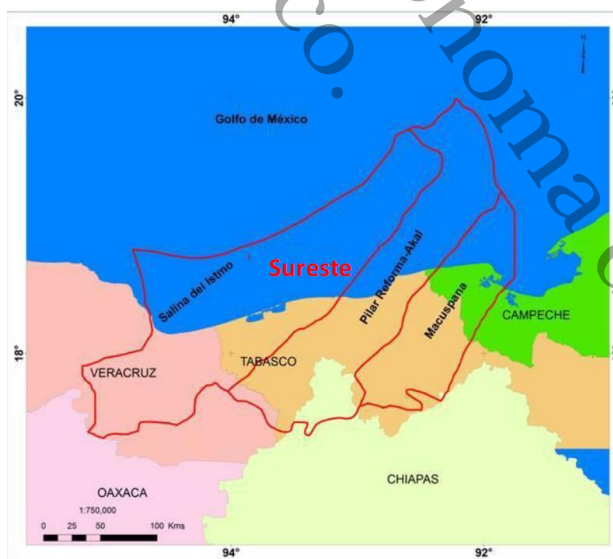 94°
92°
20°
Golfo de México
Sureste
Salina del Istmo
Pilar Reforma-Akal
Macuspana
CAMPECHE
18°
TABASCO
VERACRUZ
CHIAPAS
OAXACA
1:750,000
0 25 50 100 Kms
94°
92°